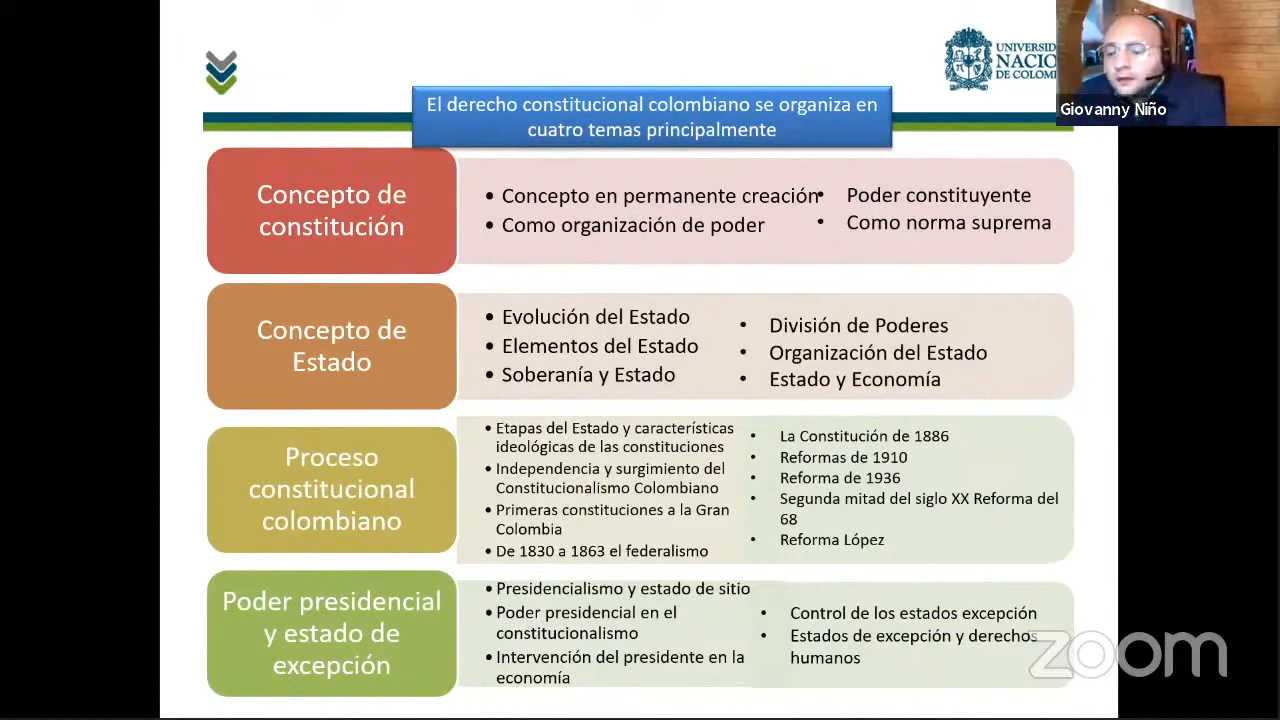 UNIVERSID
NACIO
DE COLOM
Giovanny Niño
El derecho constitucional colombiano se organiza en
cuatro temas principalmente
Concepto de
constitución
• Concepto en permanente creación
• Como organización de poder
• Poder constituyente
• Como norma suprema
Concepto de
Estado
• Evolución del Estado
• Elementos del Estado
• Soberanía y Estado
• División de Poderes
• Organización del Estado
• Estado y Economía
Proceso
constitucional
colombiano
• Etapas del Estado y características
ideológicas de las constituciones
• Independencia y surgimiento del
Constitucionalismo Colombiano
• Primeras constituciones a la Gran
Colombia
• De 1830 a 1863 el federalismo
• La Constitución de 1886
• Reformas de 1910
• Reforma de 1936
• Segunda mitad del siglo XX Reforma del
68
• Reforma López
Poder presidencial
y estado de
excepción
• Presidencialismo y estado de sitio
• Poder presidencial en el
constitucionalismo
• Intervención del presidente en la
economía
• Control de los estados excepción
• Estados de excepción y derechos
humanos
zoom